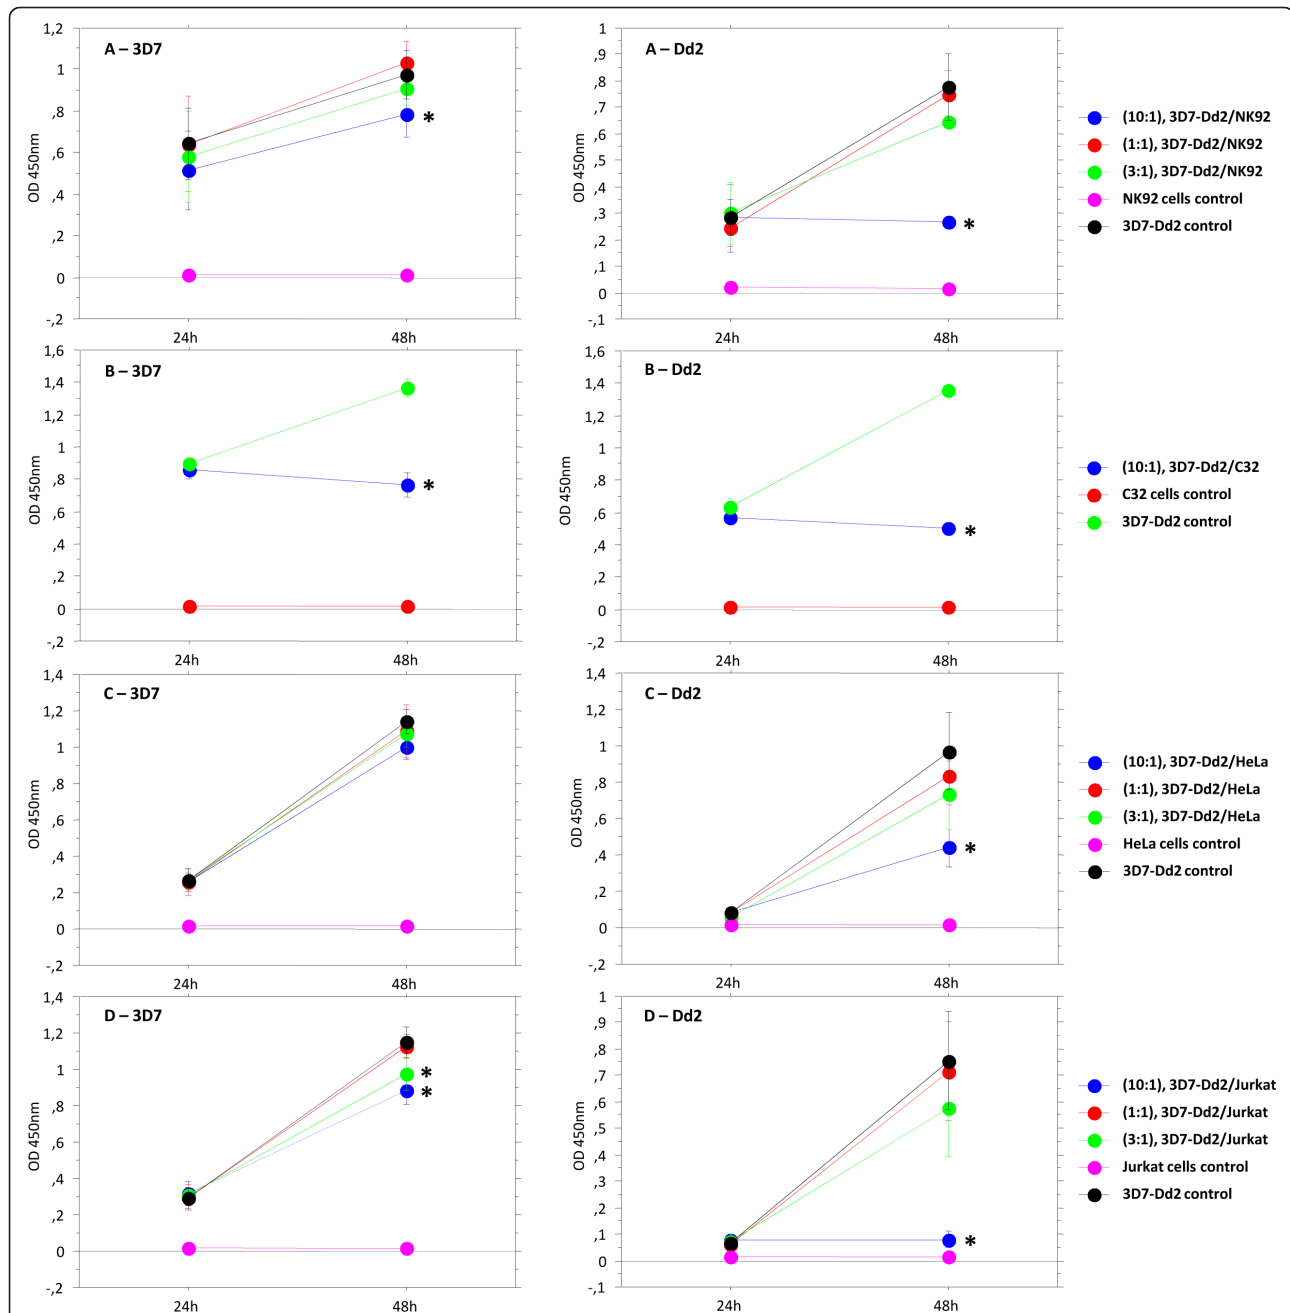 A – 3D7
OD 450nm
1,2
1
,8
,6
,4
,2
0
-,2
24h
48h
*
A – Dd2
OD 450nm
1
,9
,8
,7
,6
,5
,4
,3
,2
,1
0
-,1
24h
48h
*
(10:1), 3D7-Dd2/NK92
(1:1), 3D7-Dd2/NK92
(3:1), 3D7-Dd2/NK92
NK92 cells control
3D7-Dd2 control
B – 3D7
OD 450nm
1,6
1,4
1,2
1
,8
,6
,4
,2
0
-,2
24h
48h
*
B – Dd2
OD 450nm
1,6
1,4
1,2
1
,8
,6
,4
,2
0
-,2
24h
48h
*
(10:1), 3D7-Dd2/C32
C32 cells control
3D7-Dd2 control
C – 3D7
OD 450nm
1,4
1,2
1
,8
,6
,4
,2
0
-,2
24h
48h
C – Dd2
OD 450nm
1,4
1,2
1
,8
,6
,4
,2
0
-,2
24h
48h
*
(10:1), 3D7-Dd2/HeLa
(1:1), 3D7-Dd2/HeLa
(3:1), 3D7-Dd2/HeLa
HeLa cells control
3D7-Dd2 control
D – 3D7
OD 450nm
1,4
1,2
1
,8
,6
,4
,2
0
-,2
24h
48h
*
*
D – Dd2
OD 450nm
1
,9
,8
,7
,6
,5
,4
,3
,2
,1
0
-,1
24h
48h
*
(10:1), 3D7-Dd2/Jurkat
(1:1), 3D7-Dd2/Jurkat
(3:1), 3D7-Dd2/Jurkat
Jurkat cells control
3D7-Dd2 control